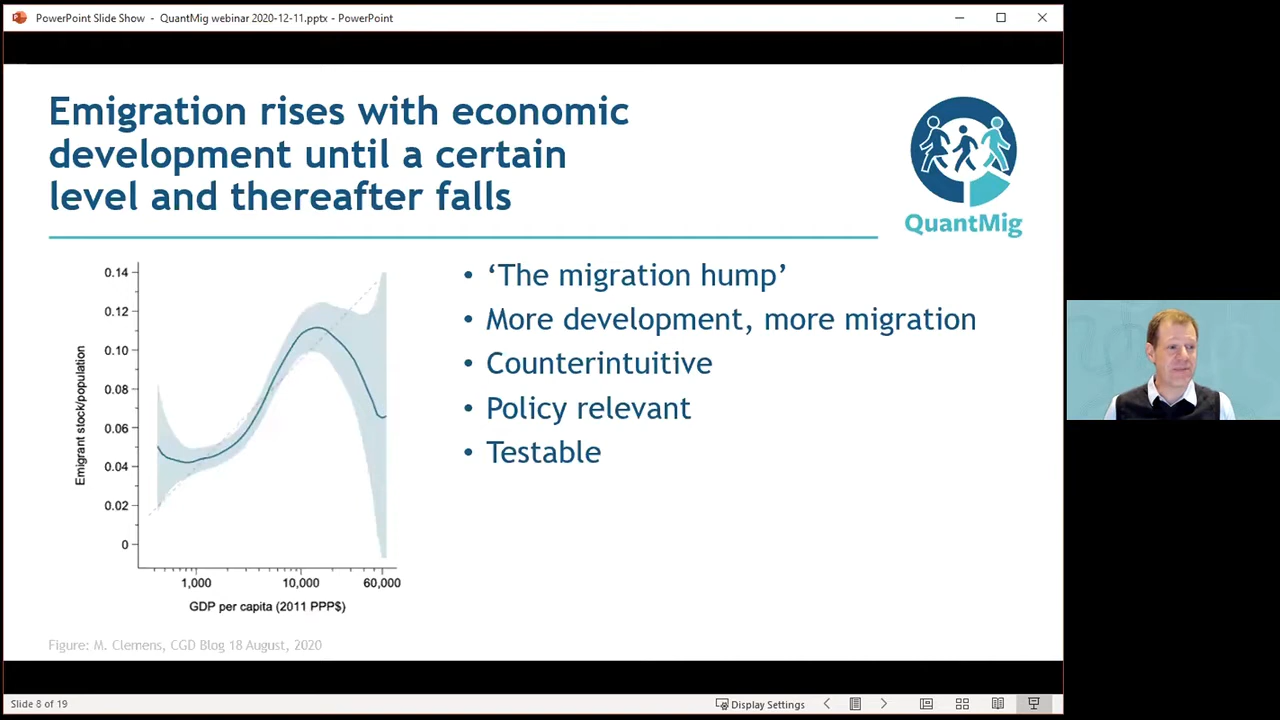 PowerPoint Slide Show - QuantMig webinar 2020-12-11.pptx - PowerPoint
Emigration rises with economic
development until a certain
level and thereafter falls
QuantMig
• ‘The migration hump’
• More development, more migration
• Counterintuitive
• Policy relevant
• Testable
Emigrant stock/population
0.14
0.12
0.10
0.08
0.06
0.04
0.02
0
1,000
10,000
60,000
GDP per capita (2011 PPP$)
Figure: M. Clemens, CGD Blog 18 August, 2020
Slide 8 of 19
Display Settings